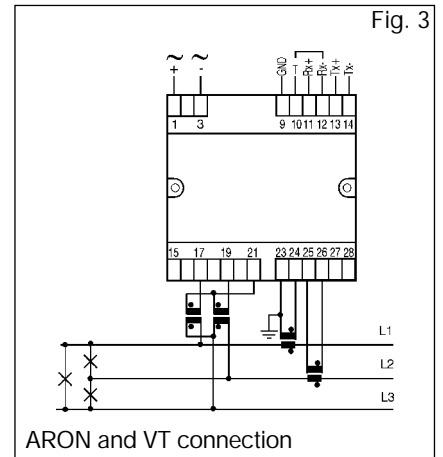 Fig. 3
~ ~
+ -
GND T Rx+ Rx- Tx+ Tx-
1 3 9 10 11 12 13 14
15 17 19 21 23 24 25 26 27 28
L1
L2
L3
ARON and VT connection